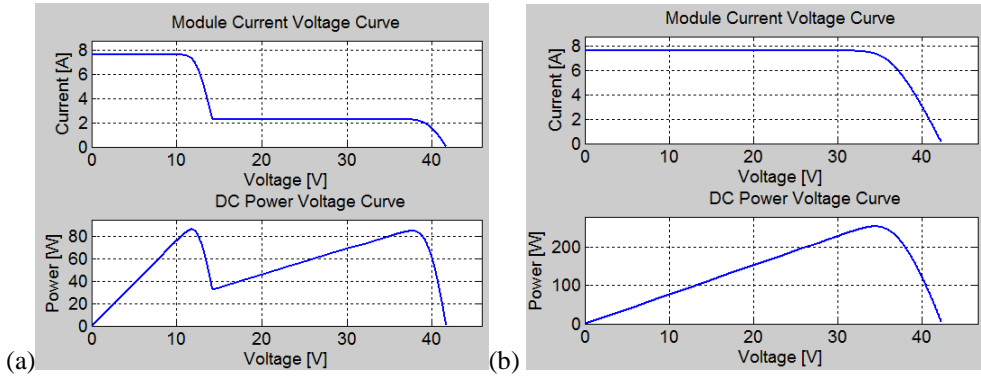 (a)
Module Current Voltage Curve
Current [A]
8
6
4
2
0
0 10 20 30 40
Voltage [V]
DC Power Voltage Curve
Power [W]
80
60
40
20
0
0 10 20 30 40
Voltage [V]
(b)
Module Current Voltage Curve
Current [A]
8
6
4
2
0
0 10 20 30 40
Voltage [V]
DC Power Voltage Curve
Power [W]
200
100
0
0 10 20 30 40
Voltage [V]